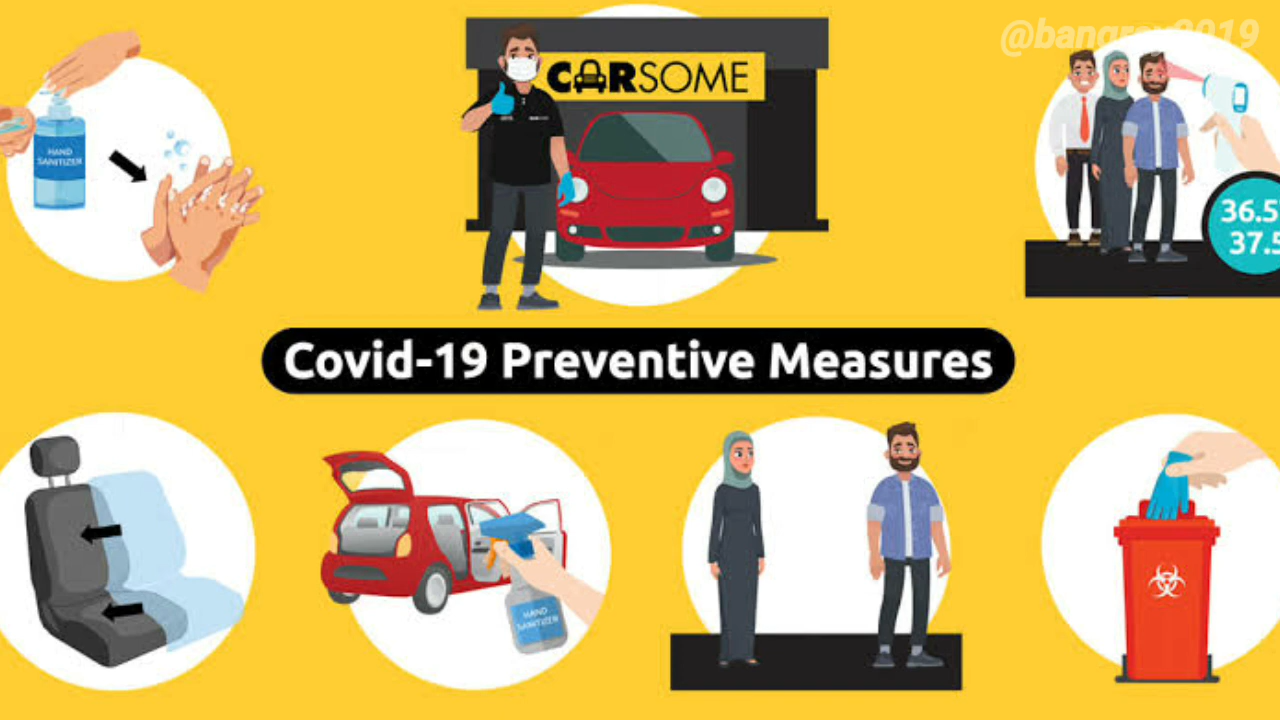 HAND
SANITIZER
CARSOME
36.5
37.5
Covid-19 Preventive Measures
HAND
SANITIZER